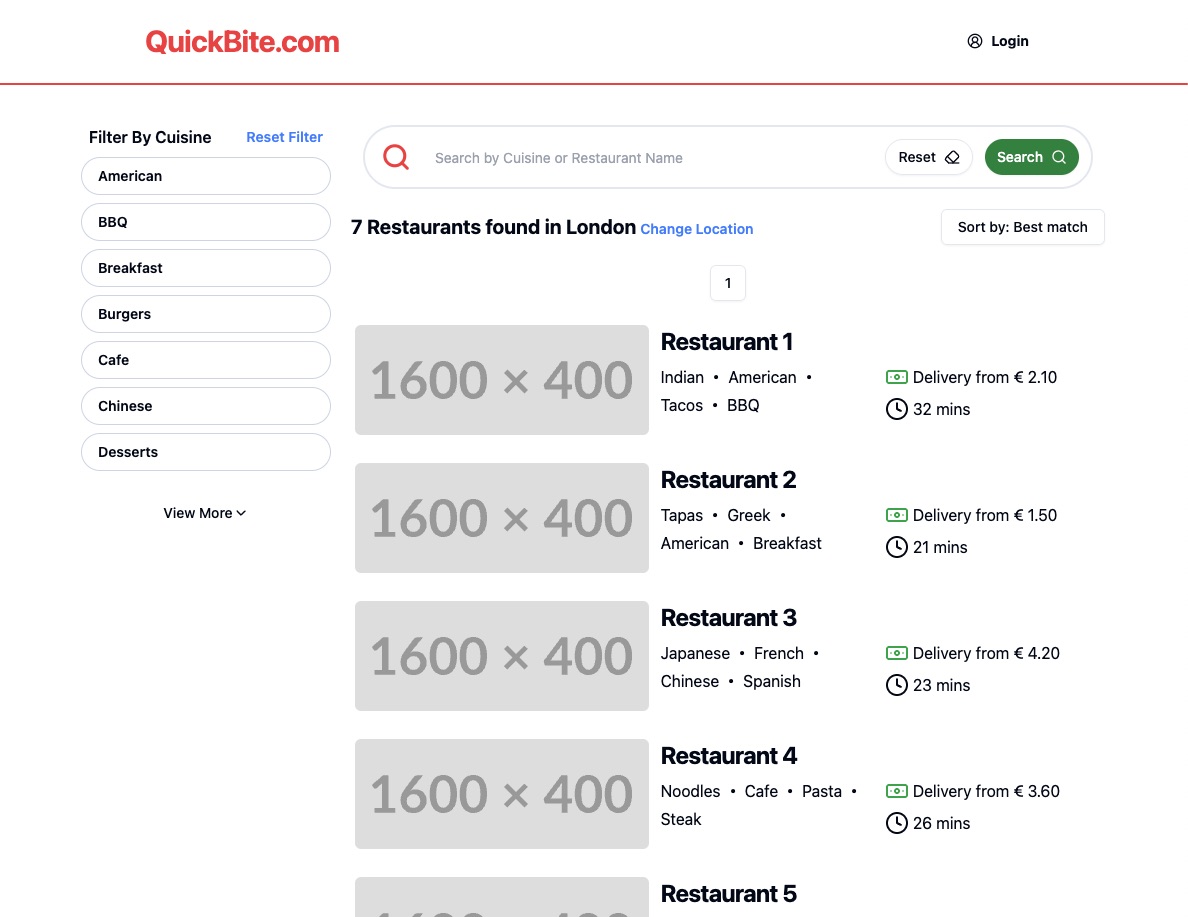 QuickBite.com
Login
Filter By Cuisine Reset Filter
American
BBQ
Breakfast
Burgers
Cafe
Chinese
Desserts
View More
Search by Cuisine or Restaurant Name
Reset
Search
7 Restaurants found in London Change Location
Sort by: Best match
1
1600 × 400
Restaurant 1
Indian • American •
Tacos • BBQ
Delivery from € 2.10
32 mins
1600 × 400
Restaurant 2
Tapas • Greek •
American • Breakfast
Delivery from € 1.50
21 mins
1600 × 400
Restaurant 3
Japanese • French •
Chinese • Spanish
Delivery from € 4.20
23 mins
1600 × 400
Restaurant 4
Noodles • Cafe • Pasta •
Steak
Delivery from € 3.60
26 mins
Restaurant 5